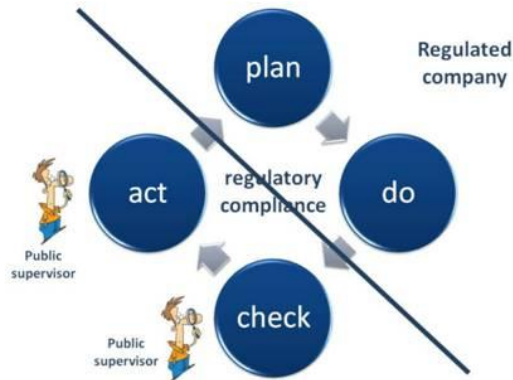 plan
Regulated
company
act
regulatory
compliance
do
Public
supervisor
check
Public
supervisor